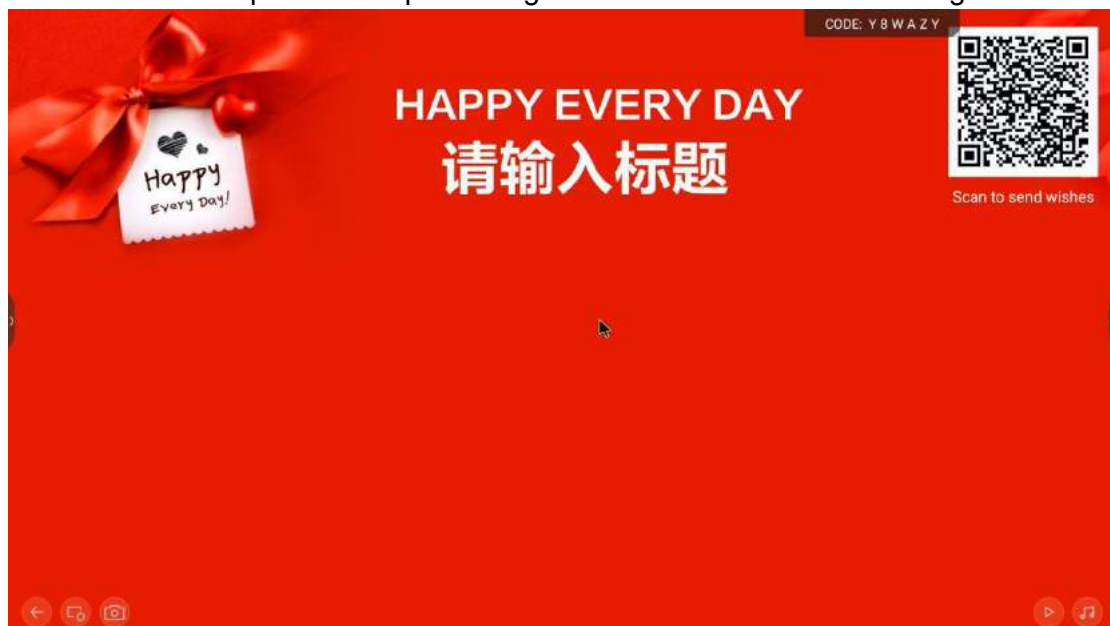 CODE: Y8WAZY
HAPPY EVERY DAY
请输入标题
Happy
Every Day!
Scan to send wishes